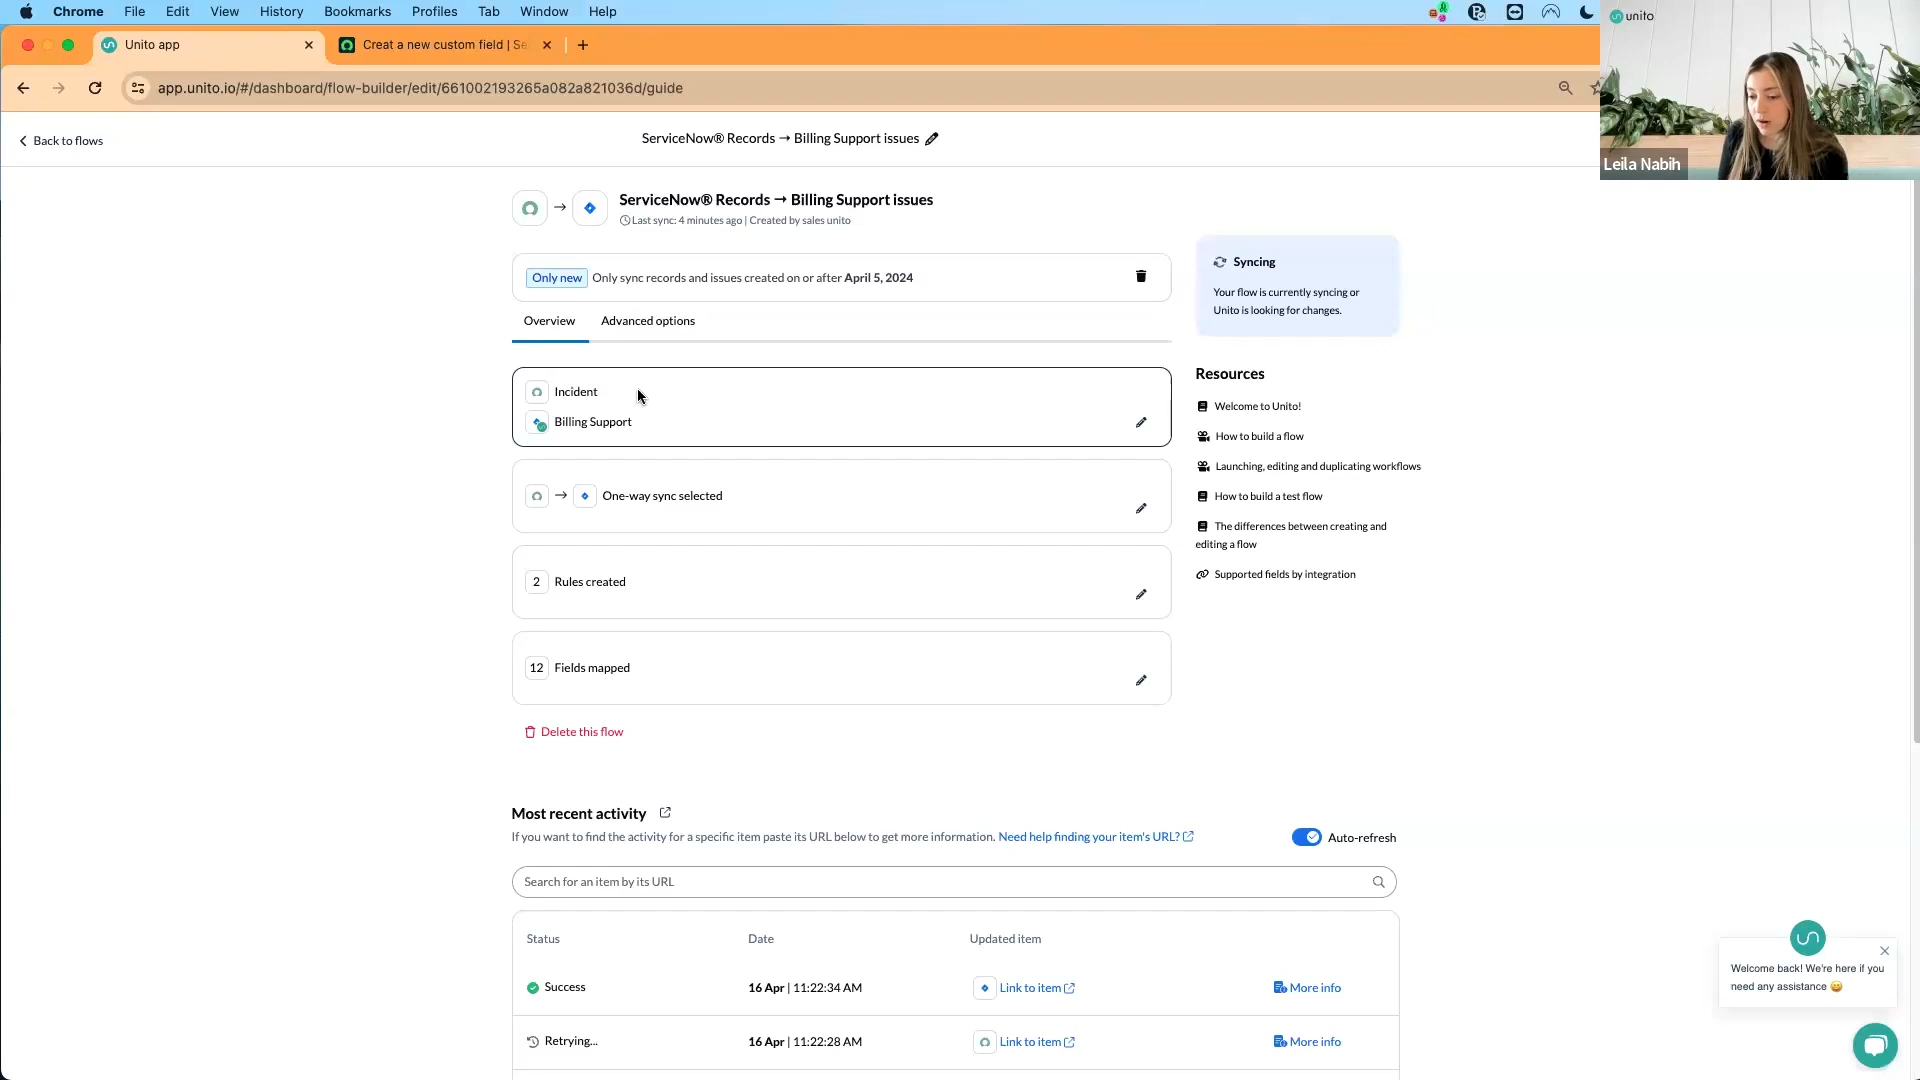 Chrome File Edit View History Bookmarks Profiles Tab Window Help
unito
Unito app
Creat a new custom field | Se
app.unito.io/#/dashboard/flow-builder/edit/661002193265a082a821036d/guide
Leila Nabih
Back to flows
ServiceNow® Records → Billing Support issues
ServiceNow® Records → Billing Support issues
Last sync: 4 minutes ago | Created by sales unito
Only new Only sync records and issues created on or after April 5, 2024
Overview Advanced options
Incident
Billing Support
One-way sync selected
2 Rules created
12 Fields mapped
Delete this flow
Syncing
Your flow is currently syncing or
Unito is looking for changes.
Resources
Welcome to Unito!
How to build a flow
Launching, editing and duplicating workflows
How to build a test flow
The differences between creating and
editing a flow
Supported fields by integration
Most recent activity
If you want to find the activity for a specific item paste its URL below to get more information. Need help finding your item's URL?
Auto-refresh
Search for an item by its URL
Status Date Updated item
Success 16 Apr | 11:22:34 AM Link to item More info
Retrying... 16 Apr | 11:22:28 AM Link to item More info
Welcome back! We're here if you
need any assistance 😄